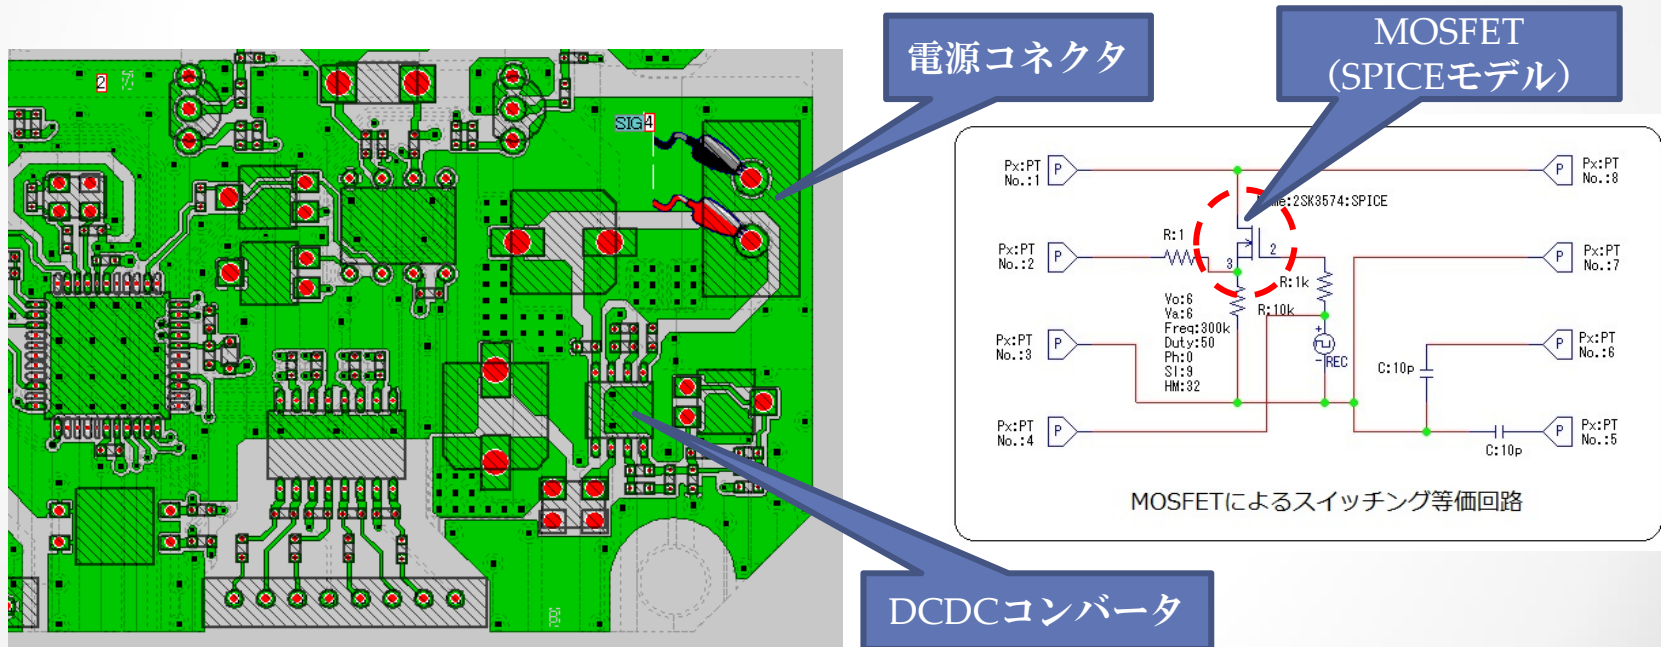 電源コネクタ
MOSFET
(SPICEモデル)
2
SIG4
Px:PT
No.:1
P
P
Px:PT
No.:8
2SK3574:SPICE
R:1
Px:PT
No.:2
P
3
2
P
Px:PT
No.:7
R:1k
Vo:6
Va:6
Freq:300k
Duty:50
Ph:0
Sl:9
HM:32
R:10k
+
-
REC
Px:PT
No.:3
P
P
Px:PT
No.:6
C:10p
Px:PT
No.:4
P
P
Px:PT
No.:5
C:10p
MOSFETによるスイッチング等価回路
DCDCコンバータ